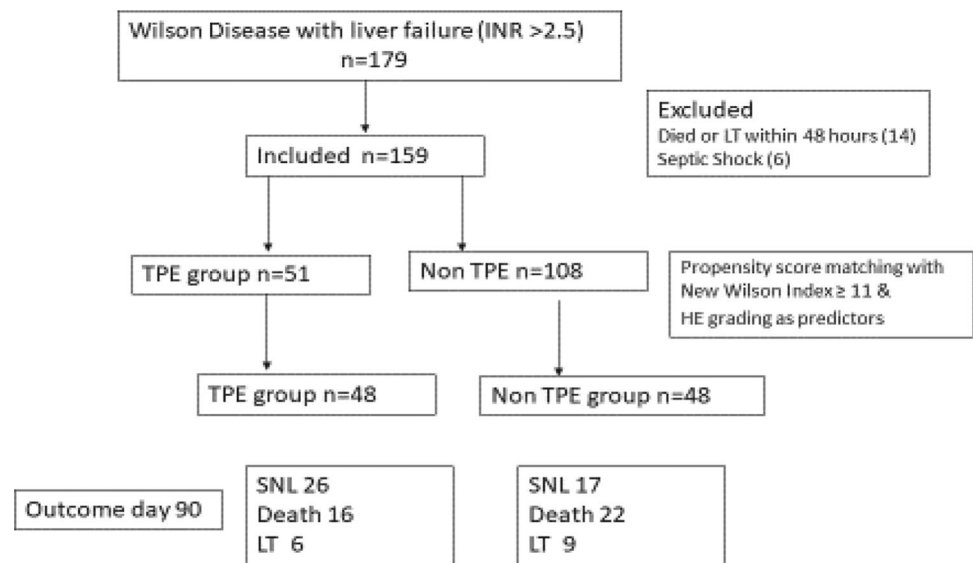 Wilson Disease with liver failure (INR >2.5)
n=179
Excluded
Died or LT within 48 hours (14)
Septic Shock (6)
Included n=159
TPE group n=51
Non TPE n=108
Propensity score matching with
New Wilson Index ≥ 11 &
HE grading as predictors
TPE group n=48
Non TPE group n=48
Outcome day 90
SNL 26
Death 16
LT 6
SNL 17
Death 22
LT 9